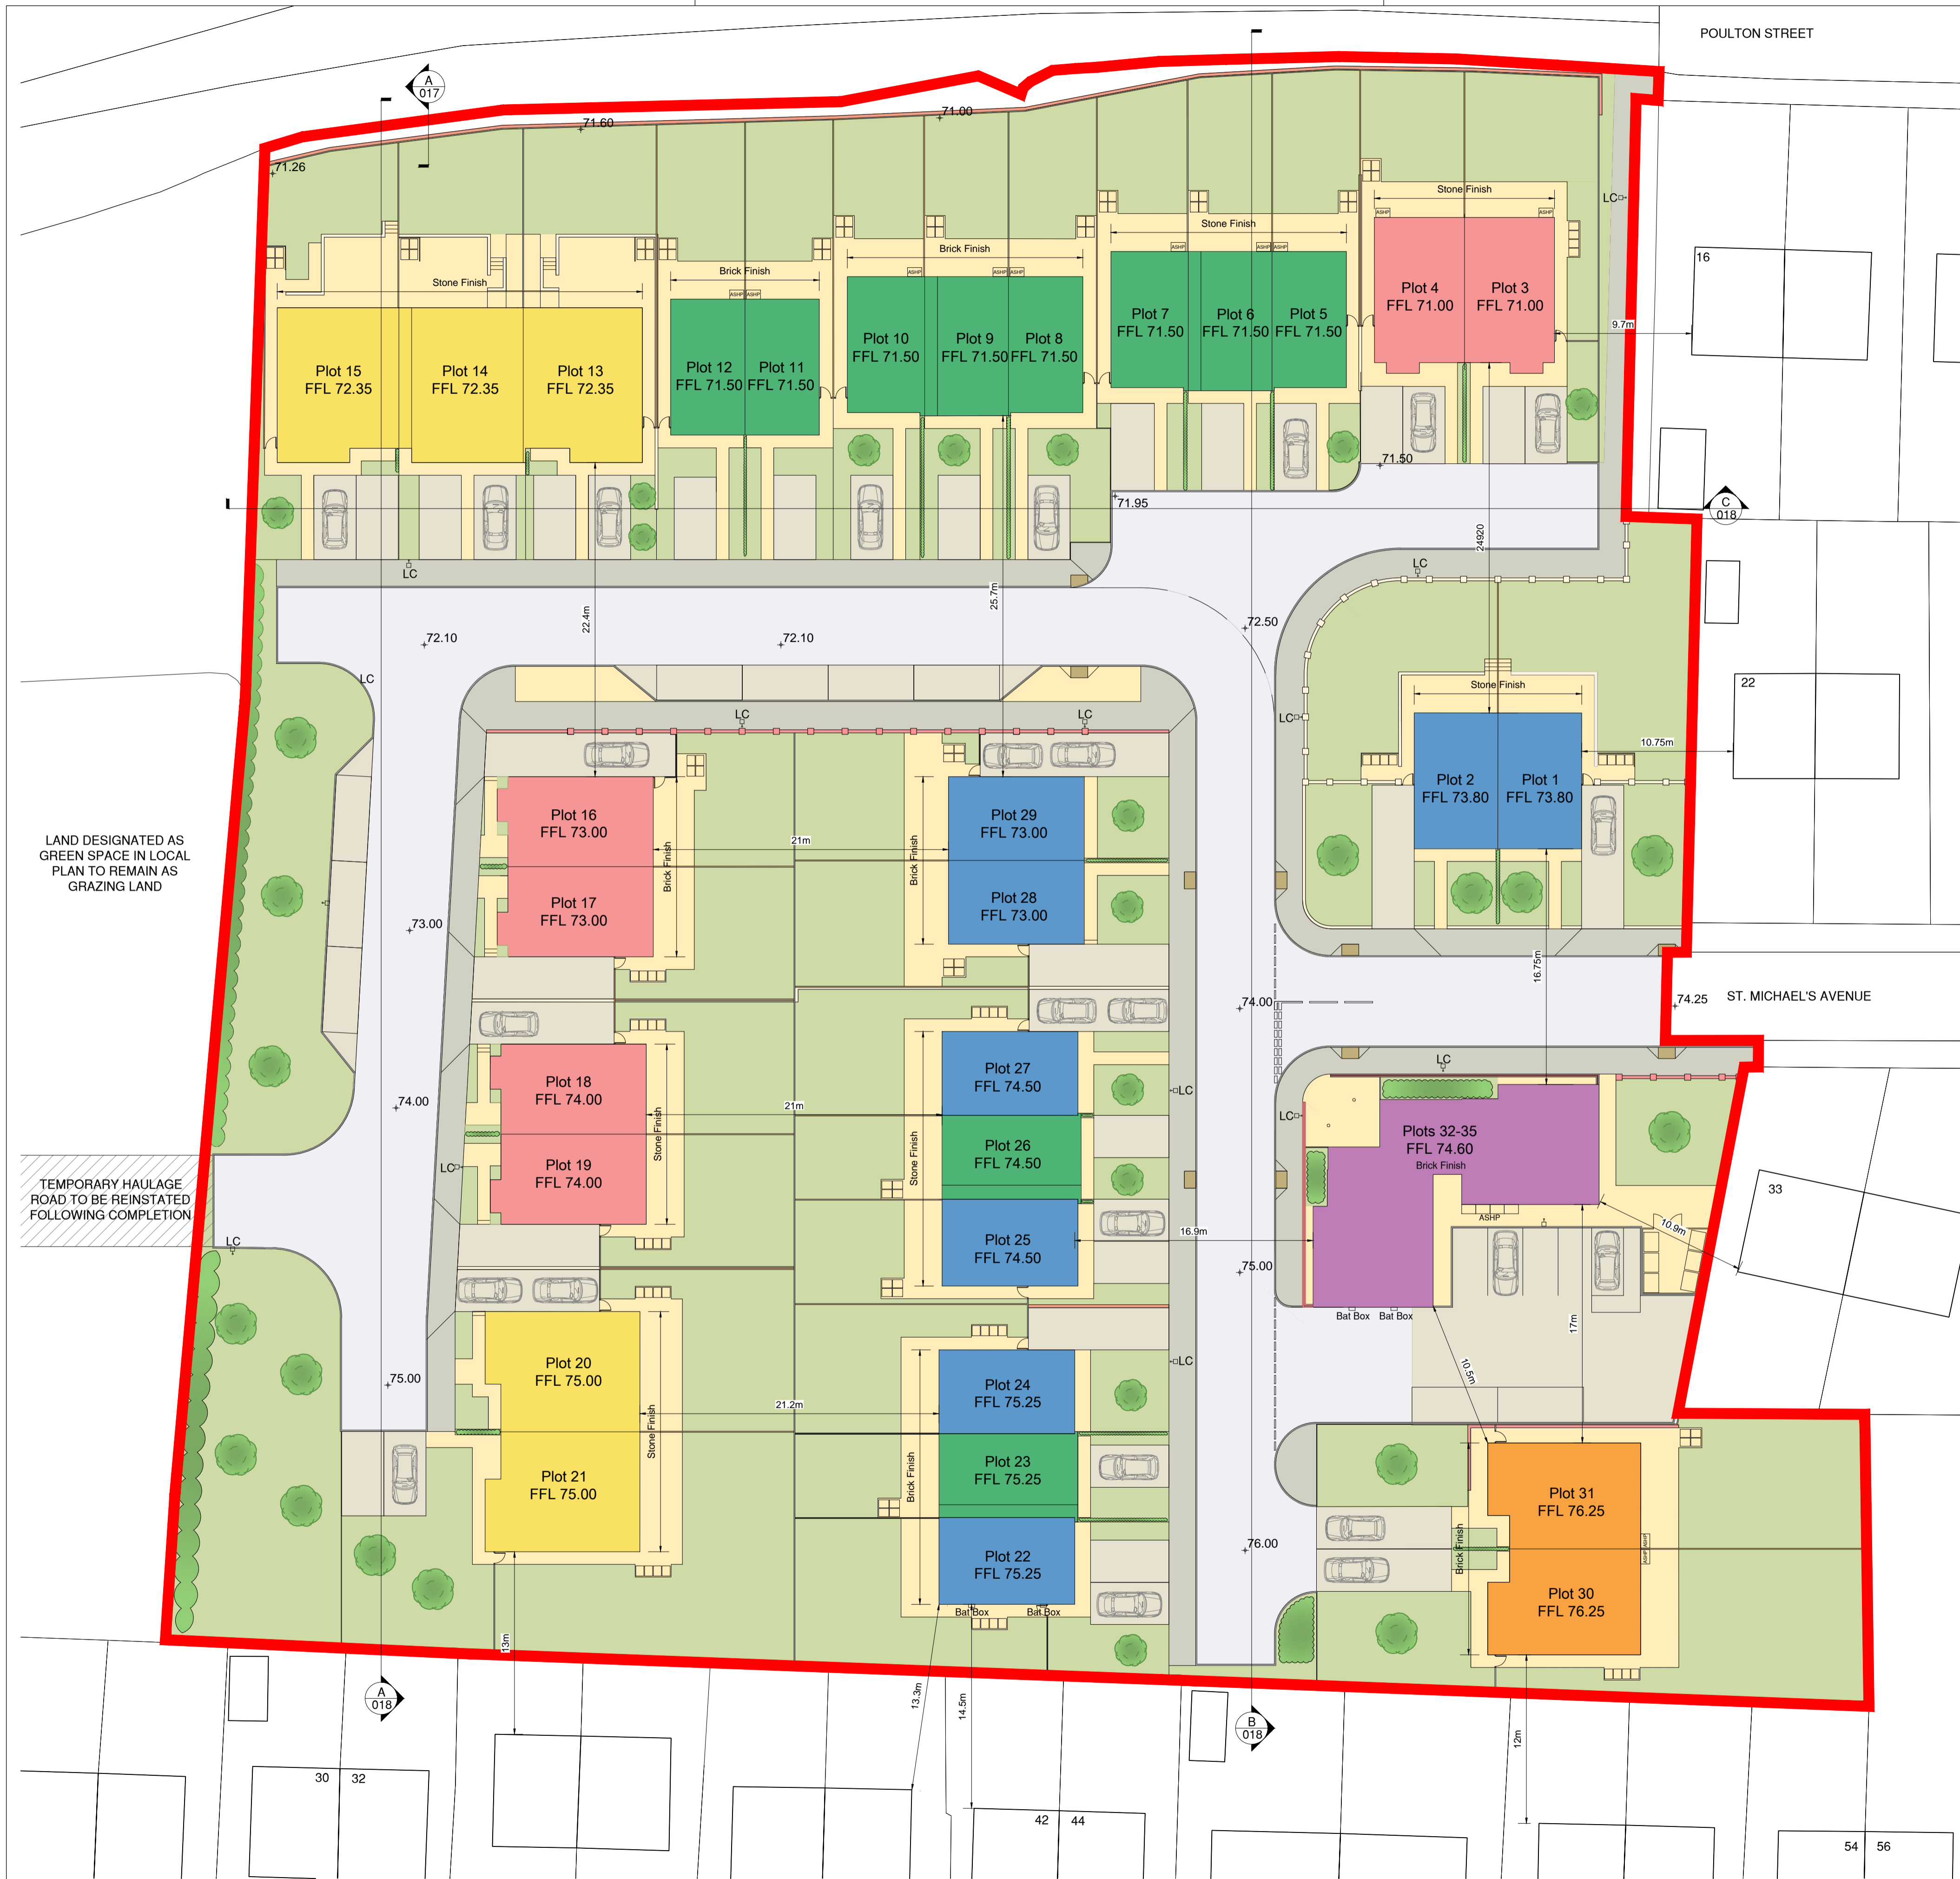 POULTON STREET
A
017
71.60
71.00
71.26
LC
Stone Finish
ASHP
ASHP
Stone Finish
ASHP
ASHP
ASHP
Brick Finish
ASHP
ASHP
ASHP
Brick Finish
ASHP
ASHP
Stone Finish
16
Plot 4
FFL 71.00
Plot 3
FFL 71.00
9.7m
Plot 7
FFL 71.50
Plot 6
FFL 71.50
Plot 5
FFL 71.50
Plot 10
FFL 71.50
Plot 9
FFL 71.50
Plot 8
FFL 71.50
Plot 12
FFL 71.50
Plot 11
FFL 71.50
Plot 15
FFL 72.35
Plot 14
FFL 72.35
Plot 13
FFL 72.35
71.50
71.95
C
018
24920
LC
LC
25.7m
22.4m
72.50
72.10
72.10
LC
LC
LC
LC
Stone Finish
22
10.75m
Plot 2
FFL 73.80
Plot 1
FFL 73.80
Plot 16
FFL 73.00
21m
Brick Finish
Brick Finish
Plot 29
FFL 73.00
LAND DESIGNATED AS
GREEN SPACE IN LOCAL
PLAN TO REMAIN AS
GRAZING LAND
Plot 17
FFL 73.00
Plot 28
FFL 73.00
73.00
16.75m
74.00
74.25
ST. MICHAEL'S AVENUE
LC
Plot 18
FFL 74.00
Plot 27
FFL 74.50
LC
LC
74.00
21m
Stone Finish
Stone Finish
Plots 32-35
FFL 74.60
Brick Finish
Plot 26
FFL 74.50
LC
Plot 19
FFL 74.00
TEMPORARY HAULAGE
ROAD TO BE REINSTATED
FOLLOWING COMPLETION
33
ASHP
10.9m
16.9m
LC
Plot 25
FFL 74.50
75.00
Bat Box
Bat Box
17m
Plot 20
FFL 75.00
LC
10.5m
75.00
Plot 24
FFL 75.25
21.2m
Stone Finish
Brick Finish
Plot 23
FFL 75.25
Plot 21
FFL 75.00
Plot 31
FFL 76.25
76.00
Brick Finish
ASHP
ASHP
Plot 22
FFL 75.25
Plot 30
FFL 76.25
Bat Box
Bat Box
13m
13.3m
14.5m
A
018
B
018
12m
30
32
42
44
54
56